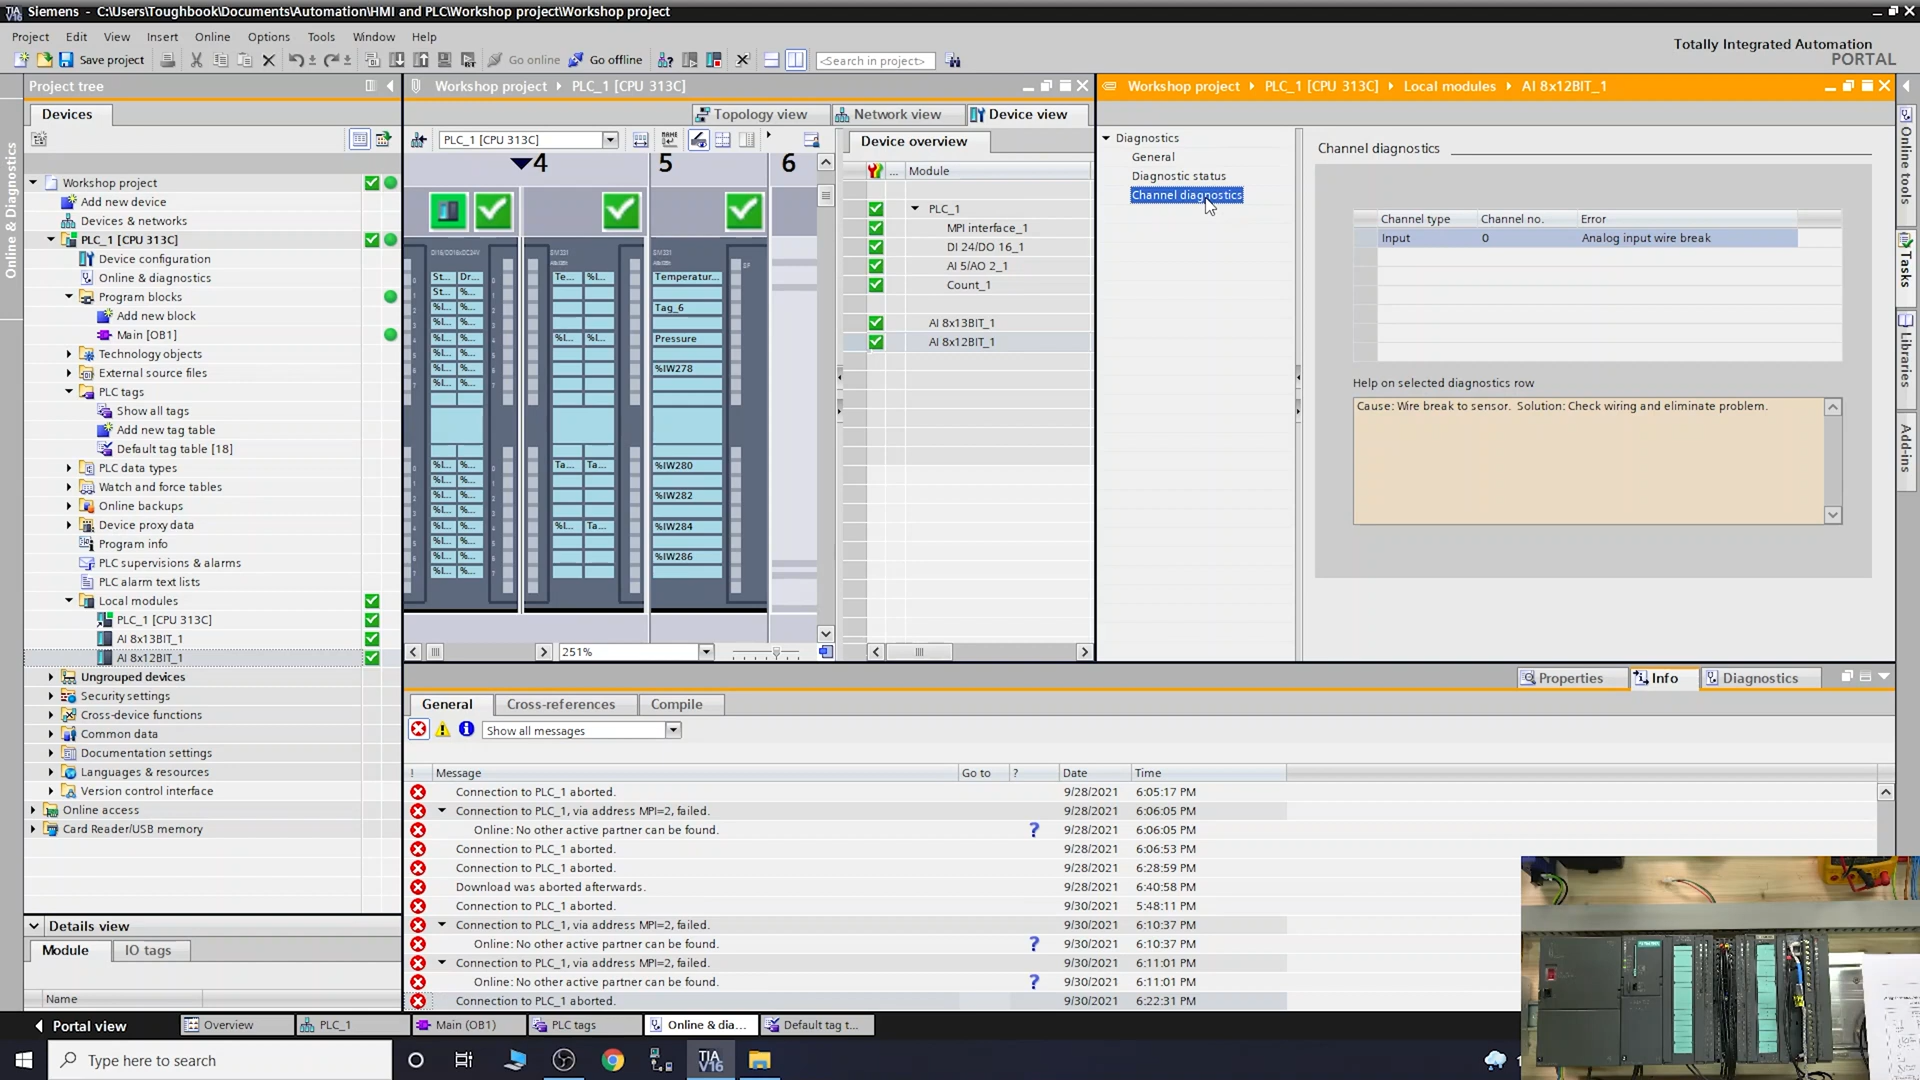 Siemens - C:\Users\Toughbook\Documents\Automation\HMI and PLC\Workshop project\Workshop project
Project Edit View Insert Online Options Tools Window Help
Totally Integrated Automation
PORTAL
Save project
Go online
Go offline
<Search in project>
Project tree
Devices
Workshop project
Add new device
Devices & networks
PLC_1 [CPU 313C]
Device configuration
Online & diagnostics
Program blocks
Add new block
Main [OB1]
Technology objects
External source files
PLC tags
Show all tags
Add new tag table
Default tag table [18]
PLC data types
Watch and force tables
Online backups
Device proxy data
Program info
PLC supervisions & alarms
PLC alarm text lists
Local modules
PLC_1 [CPU 313C]
AI 8x13BIT_1
AI 8x12BIT_1
Ungrouped devices
Security settings
Cross-device functions
Common data
Documentation settings
Languages & resources
Version control interface
Online access
Card Reader/USB memory
Details view
Module
IO tags
Name
Online & Diagnostics
Workshop project PLC_1 [CPU 313C]
Topology view
Network view
Device view
PLC_1 [CPU 313C]
4 5 6
St... Dr...
Te... %I...
Temperatur...
Tag_6
Pressure
%IW278
%IW280
%IW282
%IW284
%IW286
Ta... Ta...
251%
Device overview
... Module
PLC_1
MPI interface_1
DI 24/DO 16_1
AI 5/AO 2_1
Count_1
AI 8x13BIT_1
AI 8x12BIT_1
Workshop project PLC_1 [CPU 313C] Local modules AI 8x12BIT_1
Diagnostics
General
Diagnostic status
Channel diagnostics
Channel diagnostics
Channel type Channel no. Error
Input 0 Analog input wire break
Help on selected diagnostics row
Cause: Wire break to sensor. Solution: Check wiring and eliminate problem.
Online tools
Tasks
Libraries
Add-ins
Properties
Info
Diagnostics
General
Cross-references
Compile
Show all messages
! Message Go to ? Date Time
Connection to PLC_1 aborted. 9/28/2021 6:05:17 PM
Connection to PLC_1, via address MPI=2, failed. 9/28/2021 6:06:05 PM
Online: No other active partner can be found. ? 9/28/2021 6:06:05 PM
Connection to PLC_1 aborted. 9/28/2021 6:06:53 PM
Connection to PLC_1 aborted. 9/28/2021 6:28:59 PM
Download was aborted afterwards. 9/28/2021 6:40:58 PM
Connection to PLC_1 aborted. 9/30/2021 5:48:11 PM
Connection to PLC_1, via address MPI=2, failed. 9/30/2021 6:10:37 PM
Online: No other active partner can be found. ? 9/30/2021 6:10:37 PM
Connection to PLC_1, via address MPI=2, failed. 9/30/2021 6:11:01 PM
Online: No other active partner can be found. ? 9/30/2021 6:11:01 PM
Connection to PLC_1 aborted. 9/30/2021 6:22:31 PM
Portal view
Overview
PLC_1
Main (OB1)
PLC tags
Online & dia...
Default tag t...
Type here to search
TIA
V16